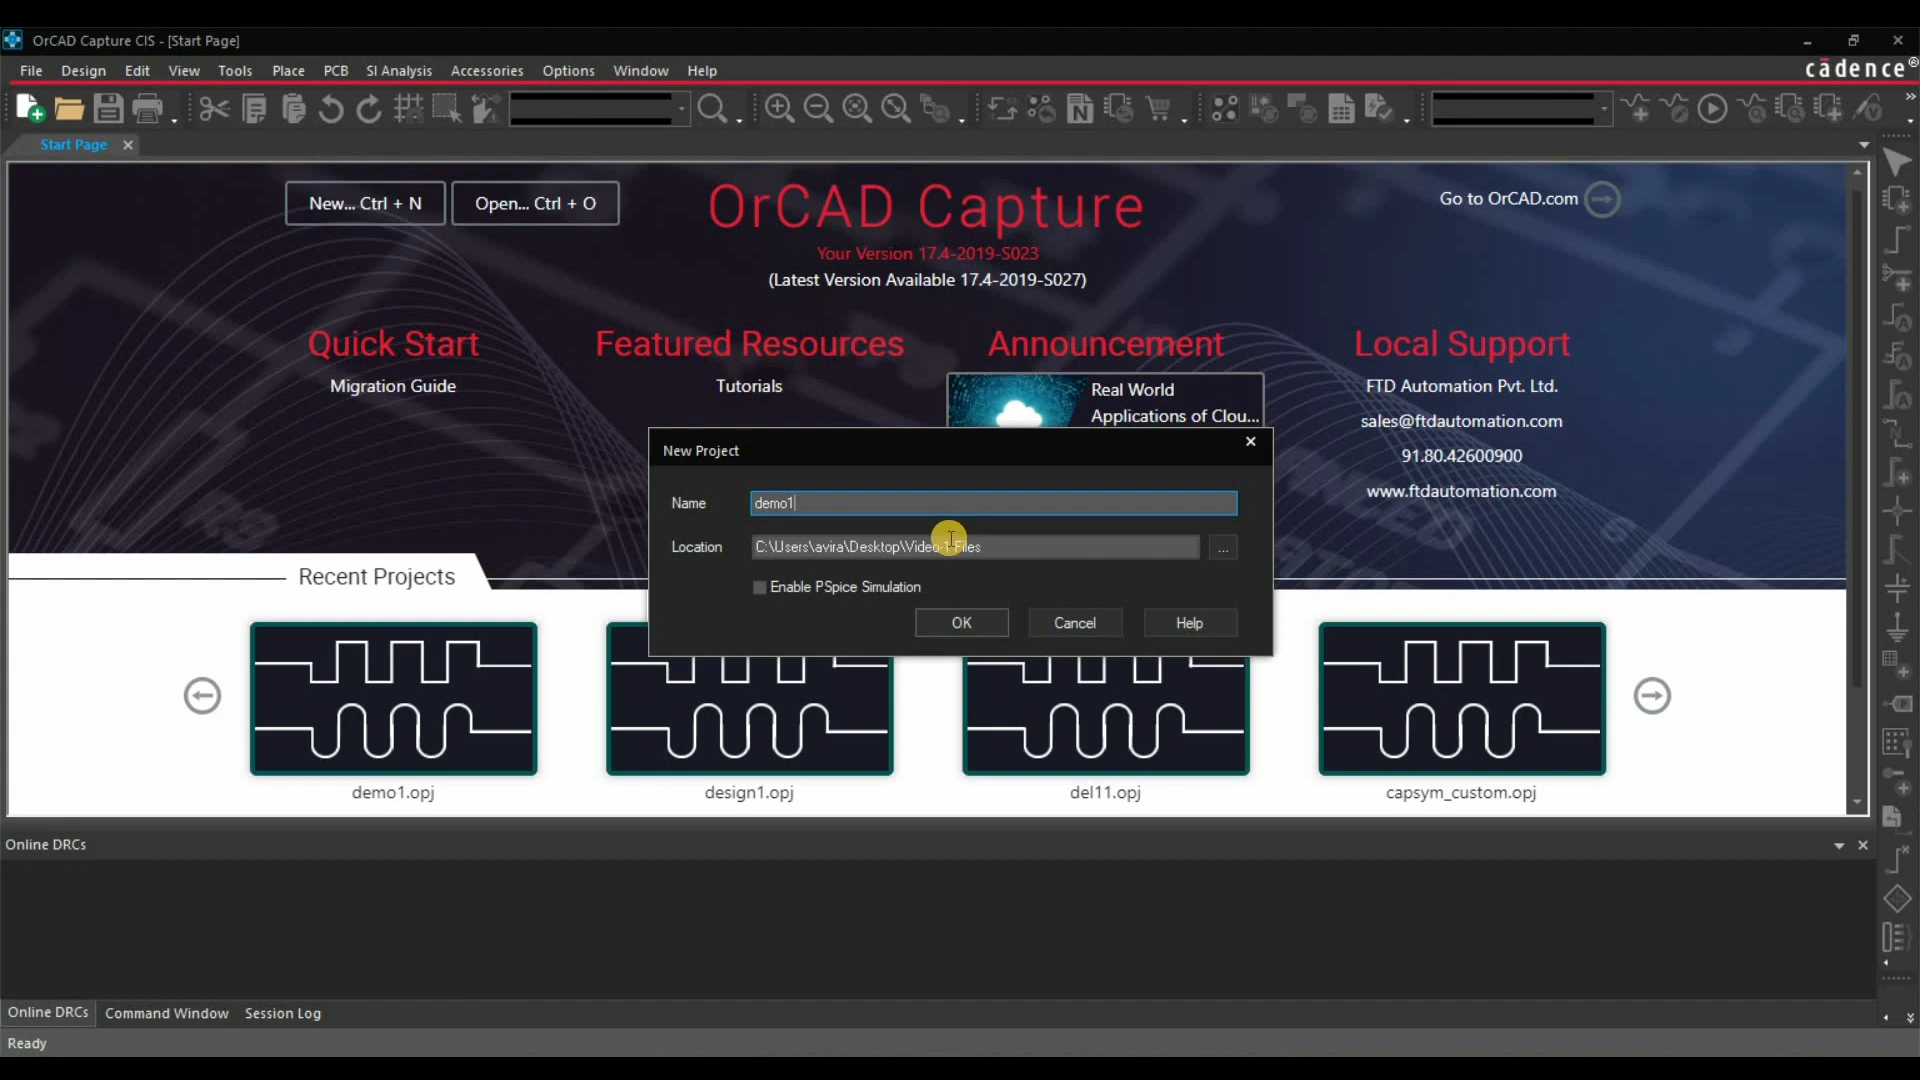 OrCAD Capture CIS - [Start Page]
File Design Edit View Tools Place PCB SI Analysis Accessories Options Window Help
cādence®
Start Page
New... Ctrl + N
Open... Ctrl + O
OrCAD Capture
Go to OrCAD.com
Your Version 17.4-2019-S023
(Latest Version Available 17.4-2019-S027)
Quick Start
Featured Resources
Announcement
Local Support
Migration Guide
Tutorials
Real World
Applications of Clou...
FTD Automation Pvt. Ltd.
sales@ftdautomation.com
91.80.42600900
www.ftdautomation.com
New Project
Name
demo1
Location
C:\Users\avira\Desktop\Video-1-Files
...
Enable PSpice Simulation
OK
Cancel
Help
Recent Projects
demo1.opj
design1.opj
del11.opj
capsym_custom.opj
Online DRCs
Online DRCs Command Window Session Log
Ready